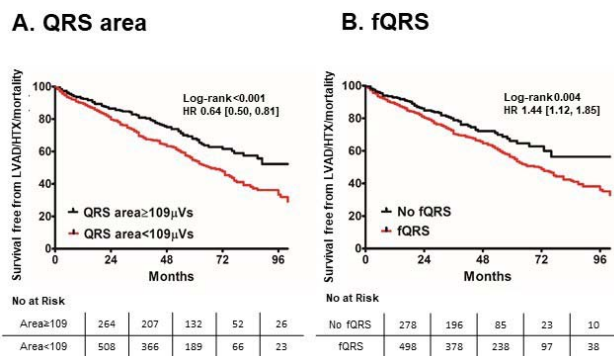 A. QRS area
Survival free from LVAD/HTX/mortality
100
80
60
40
20
0
Log-rank<0.001
HR 0.64 [0.50, 0.81]
QRS area≥109μVs
QRS area<109μVs
0 24 48 72 96
Months
No at Risk
Area≥109 264 207 132 52 26
Area<109 508 366 189 66 23
B. fQRS
Survival free from LVAD/HTX/mortality
100
80
60
40
20
0
Log-rank 0.004
HR 1.44 [1.12, 1.85]
No fQRS
fQRS
0 24 48 72 96
Months
No at Risk
No fQRS 278 196 85 23 10
fQRS 498 378 238 97 38